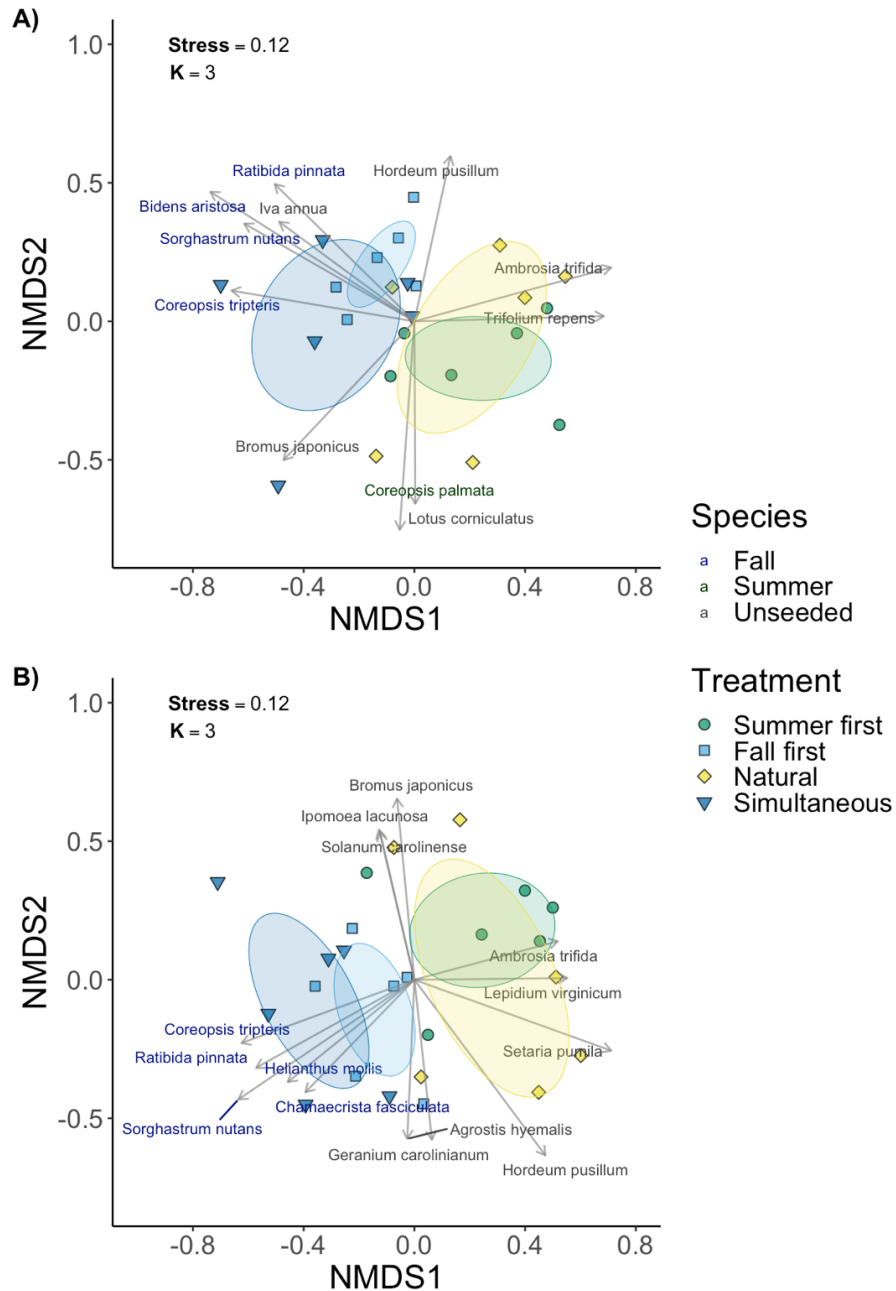 A)
1.0
Stress = 0.12
K = 3
0.5
Ratibida pinnata
Hordeum pusillum
Bidens aristosa
Iva annua
Sorghastrum nutans
Ambrosia trifida
Coreopsis tripteris
NMDS2
0.0
Trifolium repens
Bromus japonicus
-0.5
Coreopsis palmata
Lotus corniculatus
-0.8 -0.4 0.0 0.4 0.8
NMDS1
Species
a Fall
a Summer
a Unseeded
Treatment
Summer first
Fall first
Natural
Simultaneous
B)
1.0
Stress = 0.12
K = 3
Bromus japonicus
Ipomoea lacunosa
0.5
Solanum carolinense
NMDS2
0.0
Ambrosia trifida
Lepidium virginicum
Coreopsis tripteris
Ratibida pinnata
Setaria pumila
Helianthus mollis
Chamaecrista fasciculata
-0.5
Sorghastrum nutans
Agrostis hyemalis
Geranium carolinianum
Hordeum pusillum
-0.8 -0.4 0.0 0.4 0.8
NMDS1